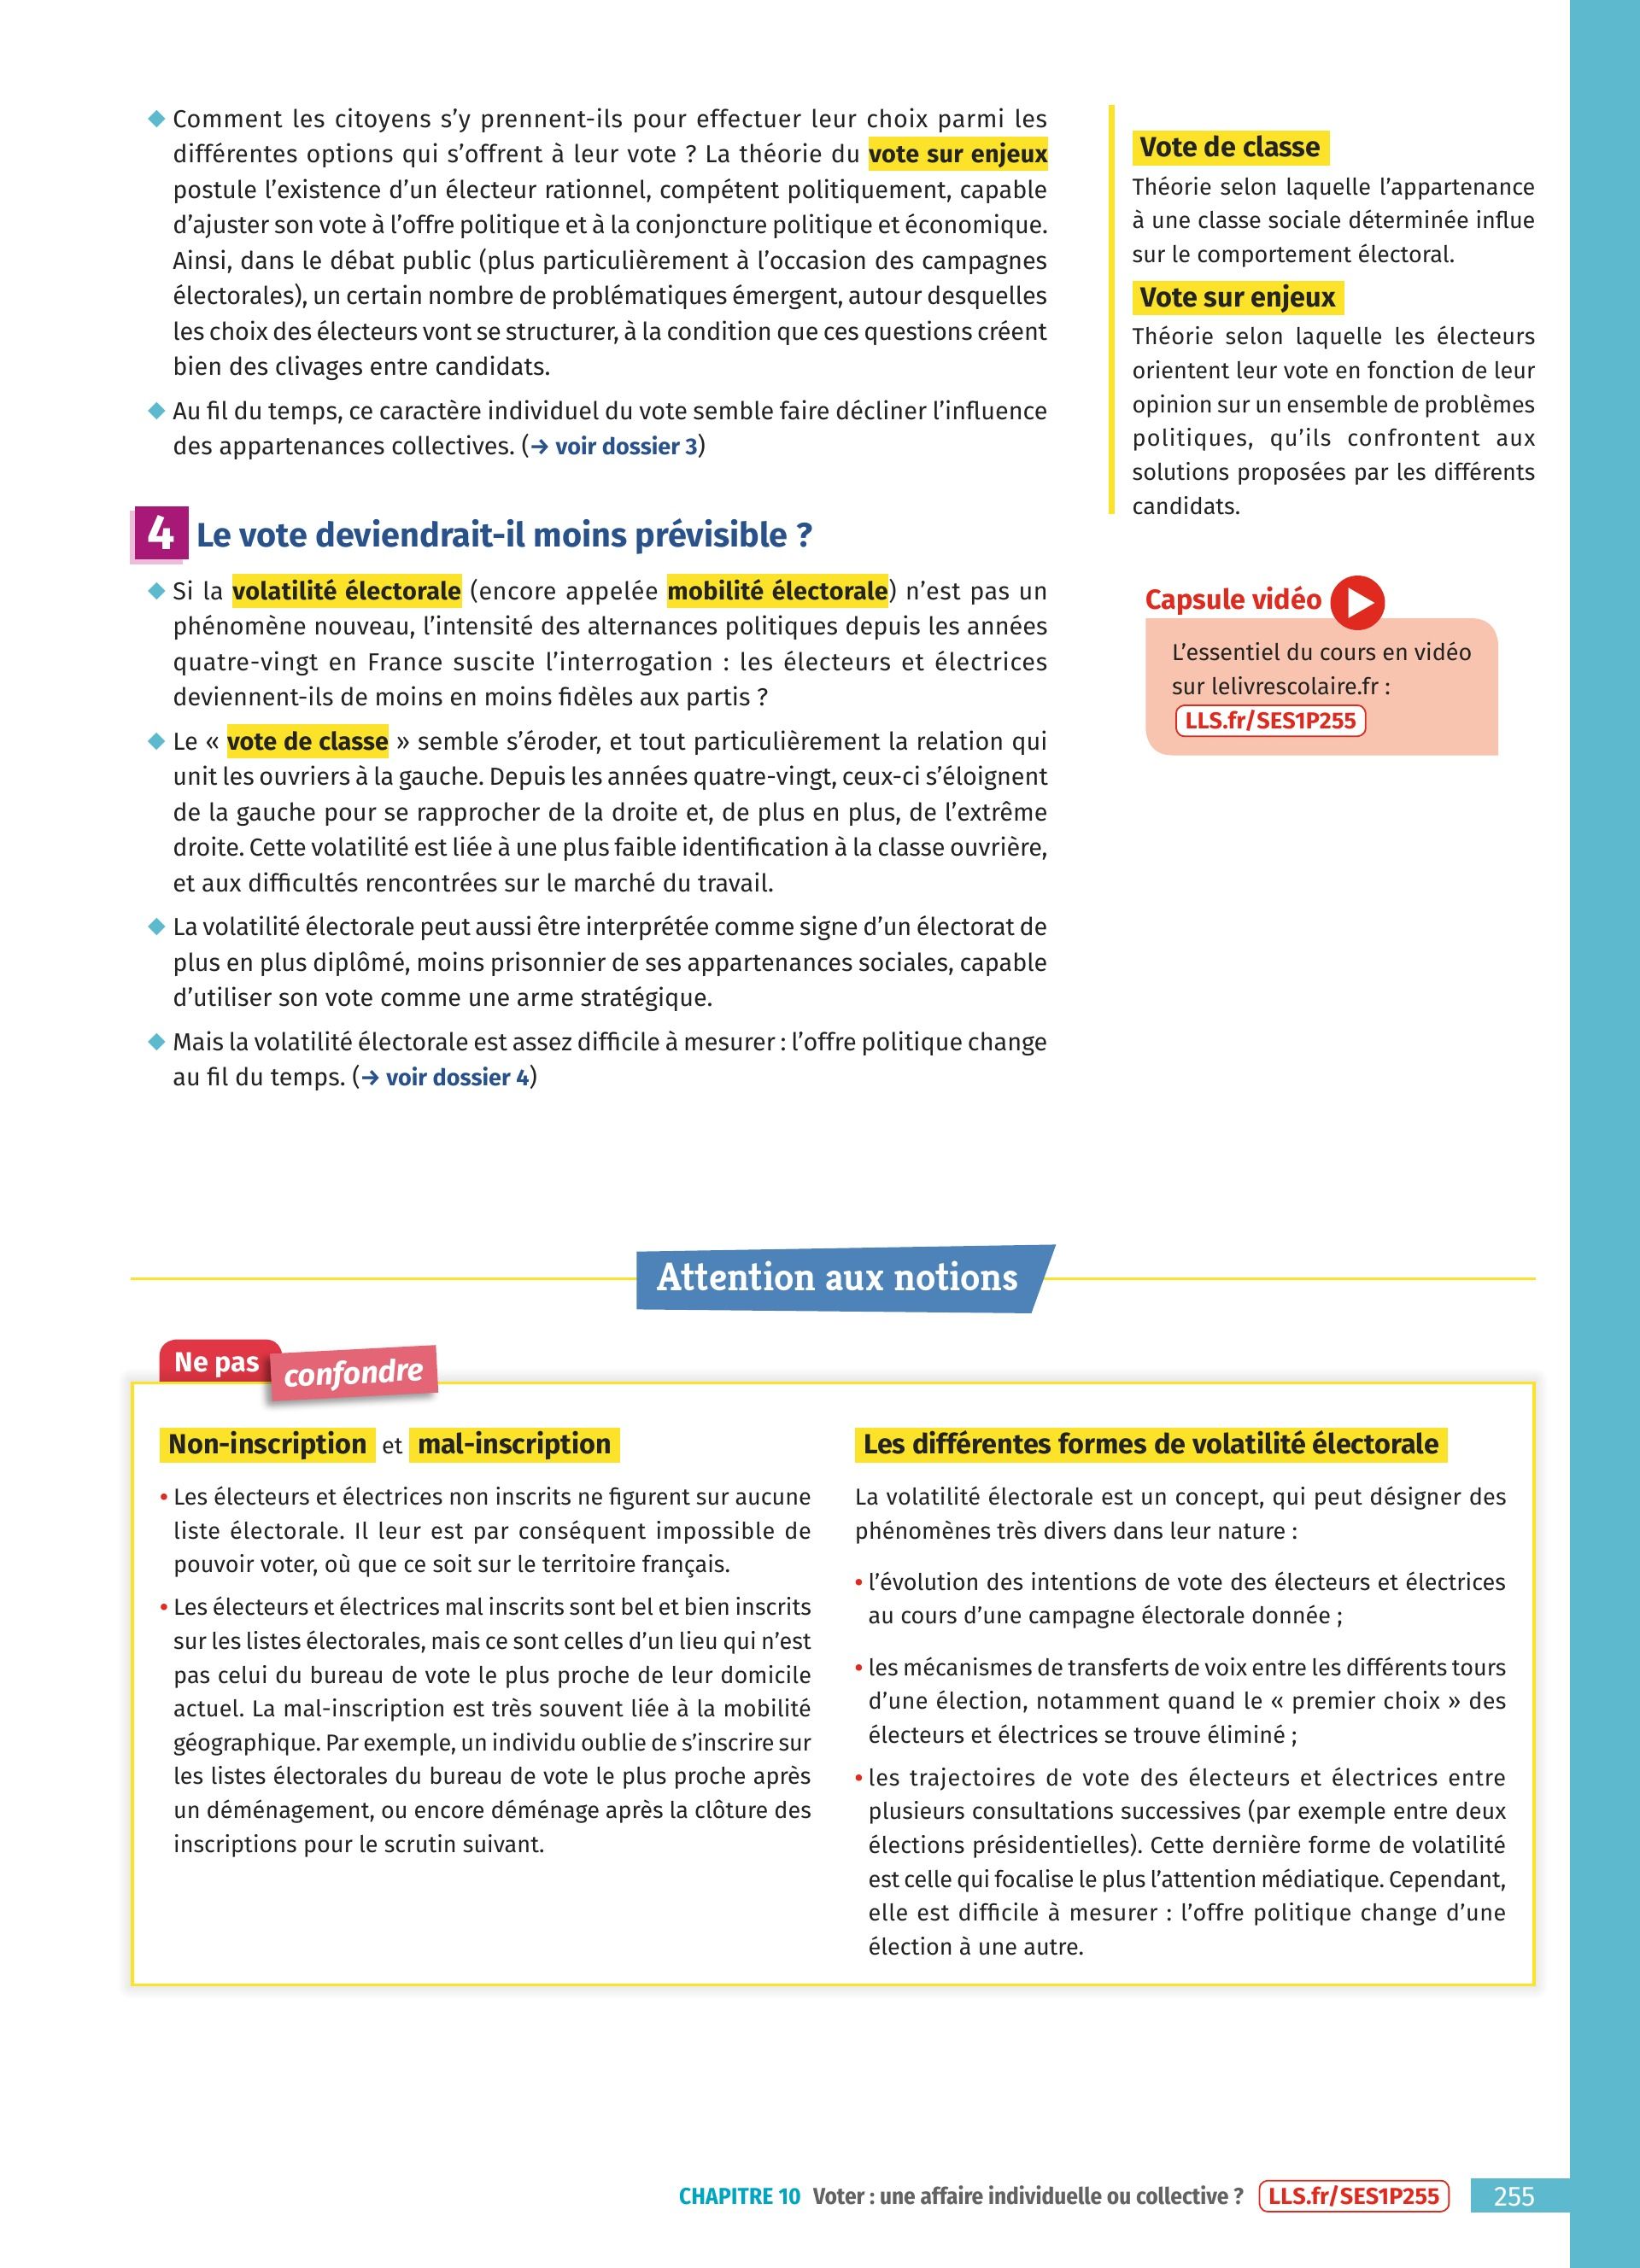 ◆ Comment les citoyens s’y prennent-ils pour effectuer leur choix parmi les
différentes options qui s’offrent à leur vote ? La théorie du vote sur enjeux
postule l’existence d’un électeur rationnel, compétent politiquement, capable
d’ajuster son vote à l’offre politique et à la conjoncture politique et économique.
Ainsi, dans le débat public (plus particulièrement à l’occasion des campagnes
électorales), un certain nombre de problématiques émergent, autour desquelles
les choix des électeurs vont se structurer, à la condition que ces questions créent
bien des clivages entre candidats.
◆ Au fil du temps, ce caractère individuel du vote semble faire décliner l’influence
des appartenances collectives. (→ voir dossier 3)
4 Le vote deviendrait-il moins prévisible ?
◆ Si la volatilité électorale (encore appelée mobilité électorale) n’est pas un
phénomène nouveau, l’intensité des alternances politiques depuis les années
quatre-vingt en France suscite l’interrogation : les électeurs et électrices
deviennent-ils de moins en moins fidèles aux partis ?
◆ Le « vote de classe » semble s’éroder, et tout particulièrement la relation qui
unit les ouvriers à la gauche. Depuis les années quatre-vingt, ceux-ci s’éloignent
de la gauche pour se rapprocher de la droite et, de plus en plus, de l’extrême
droite. Cette volatilité est liée à une plus faible identification à la classe ouvrière,
et aux difficultés rencontrées sur le marché du travail.
◆ La volatilité électorale peut aussi être interprétée comme signe d’un électorat de
plus en plus diplômé, moins prisonnier de ses appartenances sociales, capable
d’utiliser son vote comme une arme stratégique.
◆ Mais la volatilité électorale est assez difficile à mesurer : l’offre politique change
au fil du temps. (→ voir dossier 4)
Vote de classe
Théorie selon laquelle l’appartenance
à une classe sociale déterminée influe
sur le comportement électoral.
Vote sur enjeux
Théorie selon laquelle les électeurs
orientent leur vote en fonction de leur
opinion sur un ensemble de problèmes
politiques, qu’ils confrontent aux
solutions proposées par les différents
candidats.
Capsule vidéo
L’essentiel du cours en vidéo
sur lelivrescolaire.fr :
LLS.fr/SES1P255
Attention aux notions
Ne pas confondre
Non-inscription et mal-inscription
• Les électeurs et électrices non inscrits ne figurent sur aucune
liste électorale. Il leur est par conséquent impossible de
pouvoir voter, où que ce soit sur le territoire français.
• Les électeurs et électrices mal inscrits sont bel et bien inscrits
sur les listes électorales, mais ce sont celles d’un lieu qui n’est
pas celui du bureau de vote le plus proche de leur domicile
actuel. La mal-inscription est très souvent liée à la mobilité
géographique. Par exemple, un individu oublie de s’inscrire sur
les listes électorales du bureau de vote le plus proche après
un déménagement, ou encore déménage après la clôture des
inscriptions pour le scrutin suivant.
Les différentes formes de volatilité électorale
La volatilité électorale est un concept, qui peut désigner des
phénomènes très divers dans leur nature :
• l’évolution des intentions de vote des électeurs et électrices
au cours d’une campagne électorale donnée ;
• les mécanismes de transferts de voix entre les différents tours
d’une élection, notamment quand le « premier choix » des
électeurs et électrices se trouve éliminé ;
• les trajectoires de vote des électeurs et électrices entre
plusieurs consultations successives (par exemple entre deux
élections présidentielles). Cette dernière forme de volatilité
est celle qui focalise le plus l’attention médiatique. Cependant,
elle est difficile à mesurer : l’offre politique change d’une
élection à une autre.
CHAPITRE 10 Voter : une affaire individuelle ou collective ? LLS.fr/SES1P255 255